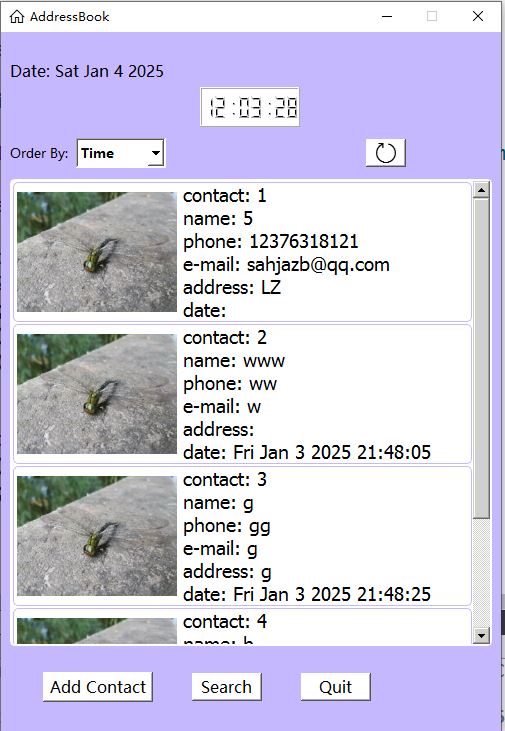 AddressBook
Date: Sat Jan 4 2025
12:03:28
Order By: Time
contact: 1
name: 5
phone: 12376318121
e-mail: sahjazb@qq.com
address: LZ
date:
contact: 2
name: www
phone: ww
e-mail: w
address:
date: Fri Jan 3 2025 21:48:05
contact: 3
name: g
phone: gg
e-mail: g
address: g
date: Fri Jan 3 2025 21:48:25
contact: 4
name:
Add Contact Search Quit